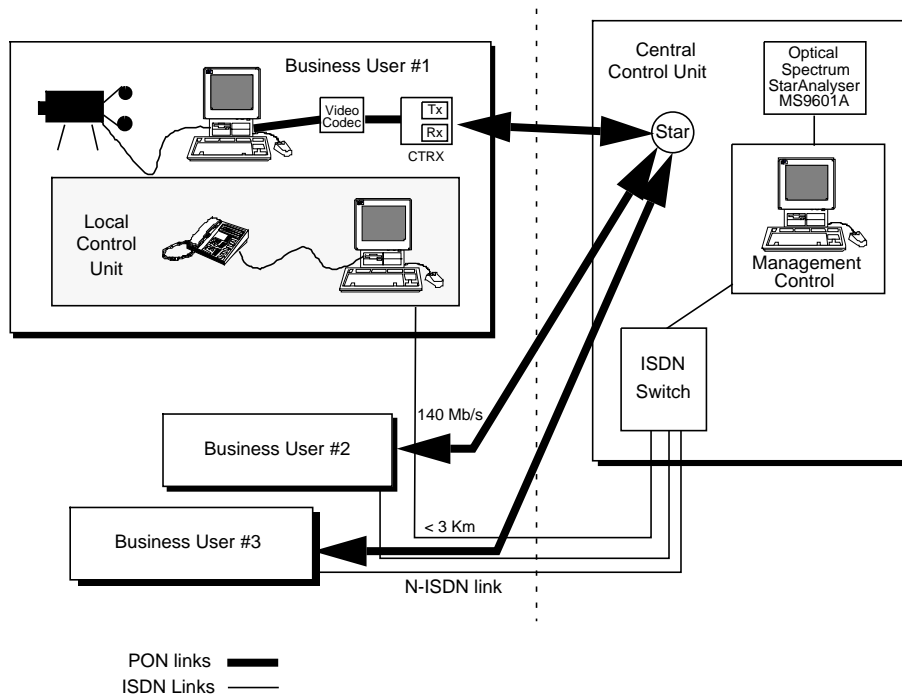 Business User #1
Video
Codec
Tx
Rx
CTRX
Local
Control
Unit
Central
Control Unit
Optical
Spectrum
StarAnalyser
MS9601A
Star
Management
Control
ISDN
Switch
140 Mb/s
Business User #2
< 3 Km
Business User #3
N-ISDN link
PON links
ISDN Links